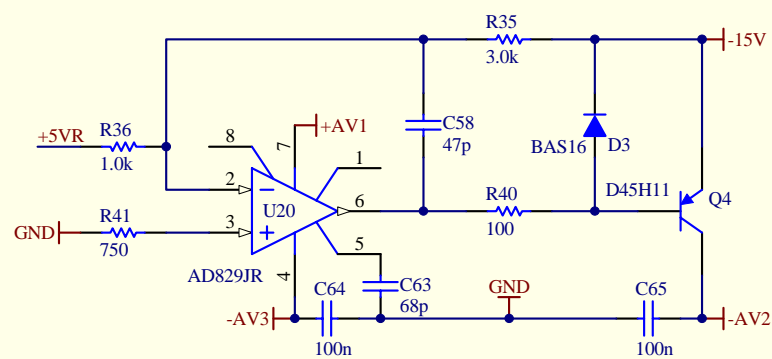 R35
3.0k
-15V
+5VR
R36
1.0k
8
7
+AV1
1
C58
47p
BAS16
D3
2
U20
6
R40
100
D45H11
Q4
GND
R41
750
3
AD829JR
4
5
-AV3
C64
100n
C63
68p
GND
C65
100n
-AV2